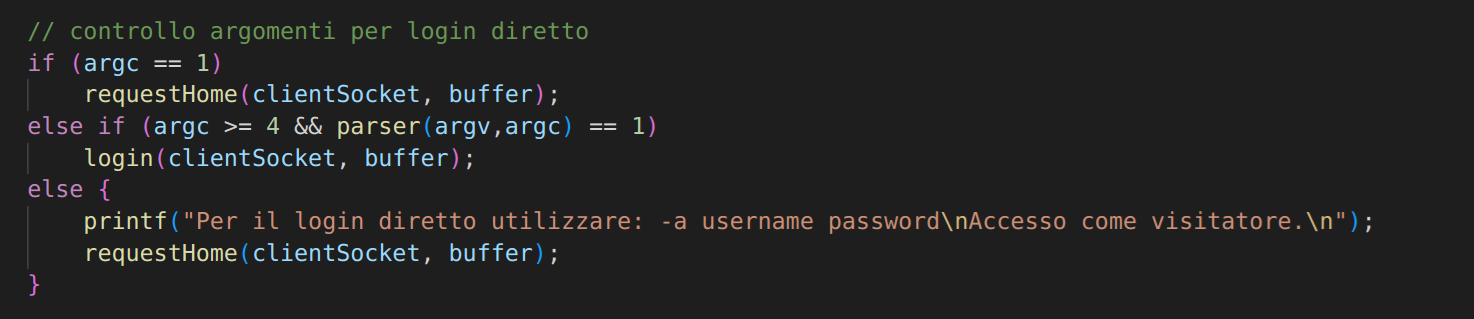 // controllo argomenti per login diretto
if (argc == 1)
    requestHome(clientSocket, buffer);
else if (argc >= 4 && parser(argv,argc) == 1)
    login(clientSocket, buffer);
else {
    printf("Per il login diretto utilizzare: -a username password\nAccesso come visitatore.\n");
    requestHome(clientSocket, buffer);
}